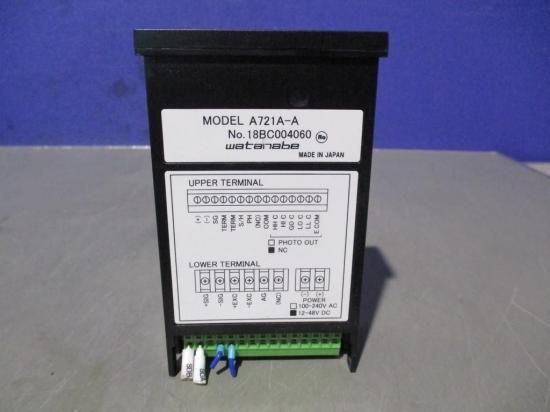 MODEL A721A-A
No.18BC004060 Ro
watanabe
MADE IN JAPAN
UPPER TERMINAL
(+) (-) SG TERM TERM S/H PH (NC) COM HH C HI C GO C LO C LL C E.COM
PHOTO OUT
NC
LOWER TERMINAL
+SIG -SIG +EXC -EXC AG (NC) (-) (+)
POWER
100-240V AC
12-48V DC